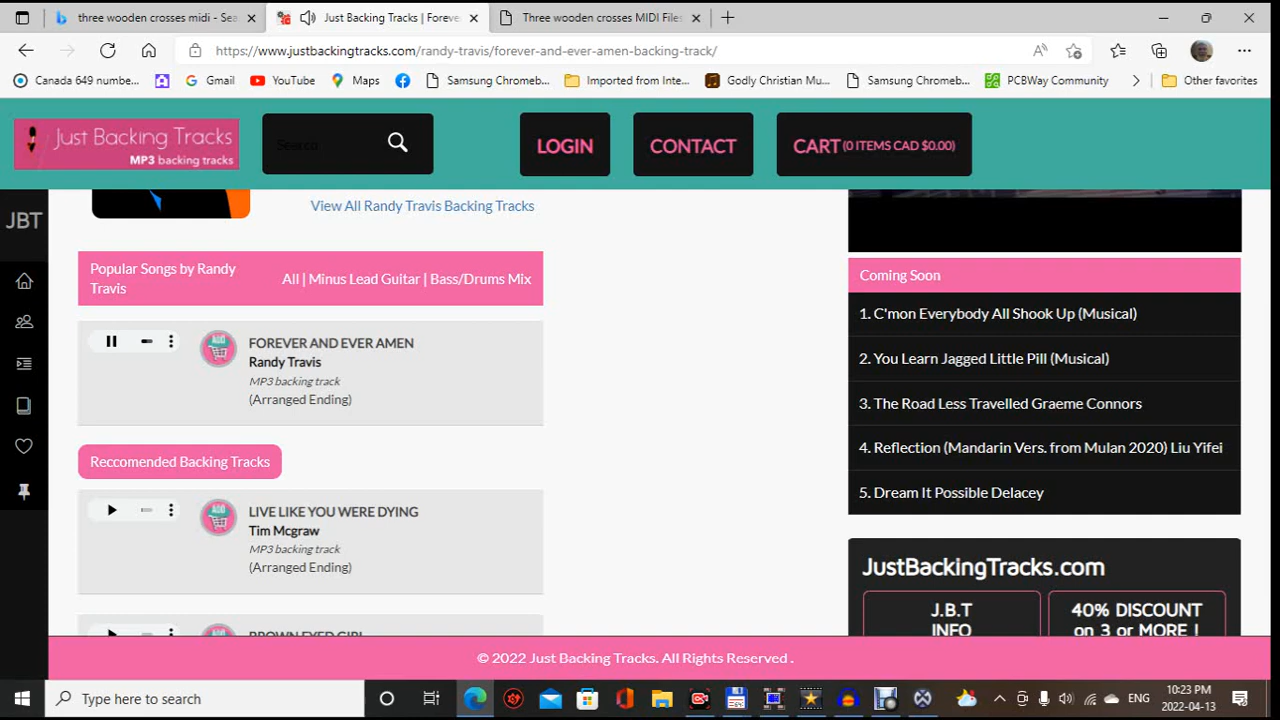 three wooden crosses midi - Sea
Just Backing Tracks | Foreve
Three wooden crosses MIDI Files
https://www.justbackingtracks.com/randy-travis/forever-and-ever-amen-backing-track/
Canada 649 numbe...
Gmail
YouTube
Maps
Samsung Chromeb...
Imported from Inte...
Godly Christian Mu...
Samsung Chromeb...
PCBWay Community
Other favorites
Just Backing Tracks
MP3 backing tracks
LOGIN
CONTACT
CART (0 ITEMS CAD $0.00)
JBT
View All Randy Travis Backing Tracks
Popular Songs by Randy
Travis
All | Minus Lead Guitar | Bass/Drums Mix
ADD
FOREVER AND EVER AMEN
Randy Travis
MP3 backing track
(Arranged Ending)
Reccomended Backing Tracks
ADD
LIVE LIKE YOU WERE DYING
Tim Mcgraw
MP3 backing track
(Arranged Ending)
BROWN EYED GIRL
Coming Soon
1. C'mon Everybody All Shook Up (Musical)
2. You Learn Jagged Little Pill (Musical)
3. The Road Less Travelled Graeme Connors
4. Reflection (Mandarin Vers. from Mulan 2020) Liu Yifei
5. Dream It Possible Delacey
JustBackingTracks.com
J.B.T
INFO
40% DISCOUNT
on 3 or MORE !
© 2022 Just Backing Tracks. All Rights Reserved .
Type here to search
ENG
10:23 PM
2022-04-13